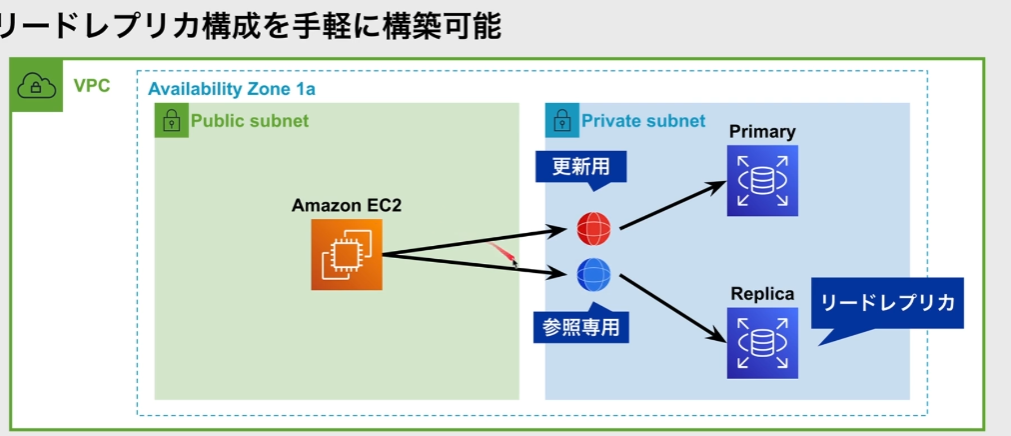 リードレプリカ構成を手軽に構築可能
VPC
Availability Zone 1a
Public subnet
Private subnet
Primary
更新用
Amazon EC2
Replica
リードレプリカ
参照専用